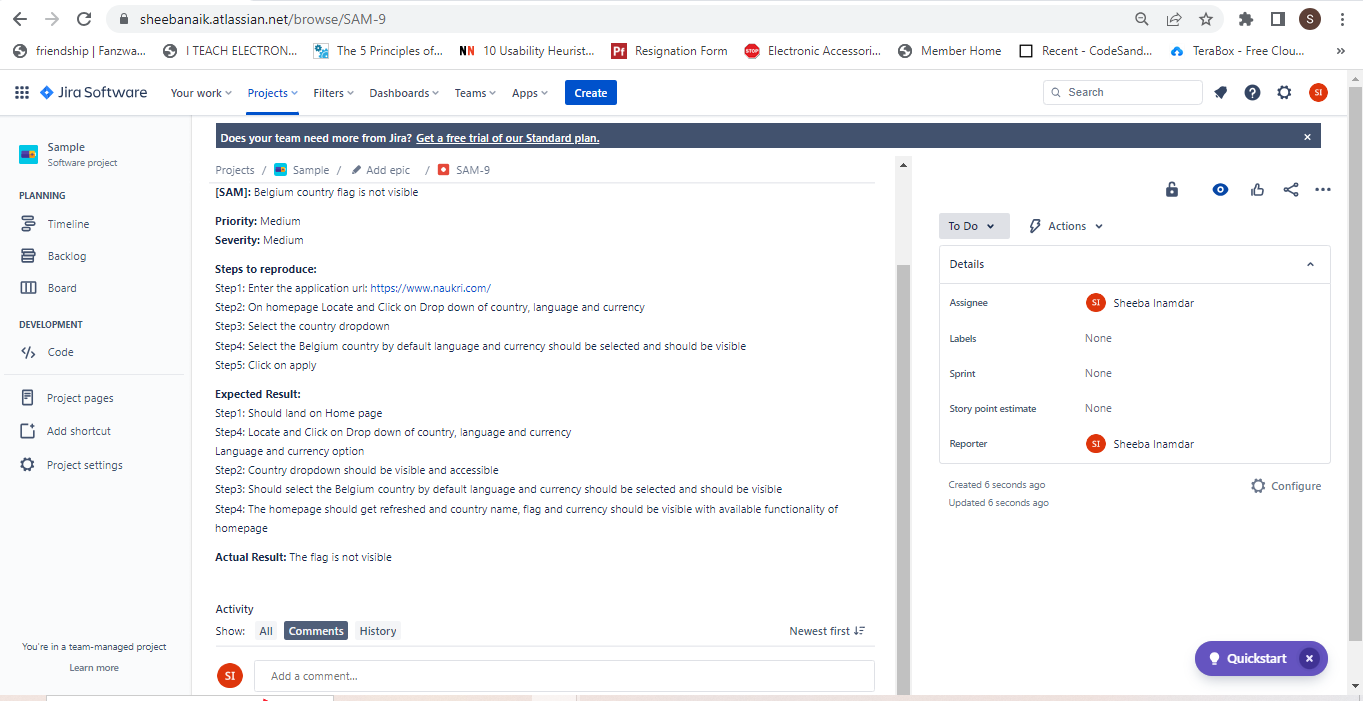 sheebanaik.atlassian.net/browse/SAM-9
S
friendship | Fanzwa...
I TEACH ELECTRON...
The 5 Principles of...
NN 10 Usability Heurist...
Pf Resignation Form
STOP Electronic Accessori...
Member Home
Recent - CodeSand...
TeraBox - Free Clou...
»
Jira Software
Your work
Projects
Filters
Dashboards
Teams
Apps
Create
Search
SI
Sample
Software project
PLANNING
Timeline
Backlog
Board
DEVELOPMENT
Code
Project pages
Add shortcut
Project settings
You're in a team-managed project
Learn more
Does your team need more from Jira? Get a free trial of our Standard plan.
Projects / Sample / Add epic / SAM-9
[SAM]: Belgium country flag is not visible
Priority: Medium
Severity: Medium
Steps to reproduce:
Step1: Enter the application url: https://www.naukri.com/
Step2: On homepage Locate and Click on Drop down of country, language and currency
Step3: Select the country dropdown
Step4: Select the Belgium country by default language and currency should be selected and should be visible
Step5: Click on apply
Expected Result:
Step1: Should land on Home page
Step4: Locate and Click on Drop down of country, language and currency
Language and currency option
Step2: Country dropdown should be visible and accessible
Step3: Should select the Belgium country by default language and currency should be selected and should be visible
Step4: The homepage should get refreshed and country name, flag and currency should be visible with available functionality of
homepage
Actual Result: The flag is not visible
Activity
Show: All Comments History
Newest first
SI
Add a comment...
To Do
Actions
Details
Assignee SI Sheeba Inamdar
Labels None
Sprint None
Story point estimate None
Reporter SI Sheeba Inamdar
Created 6 seconds ago
Updated 6 seconds ago
Configure
Quickstart